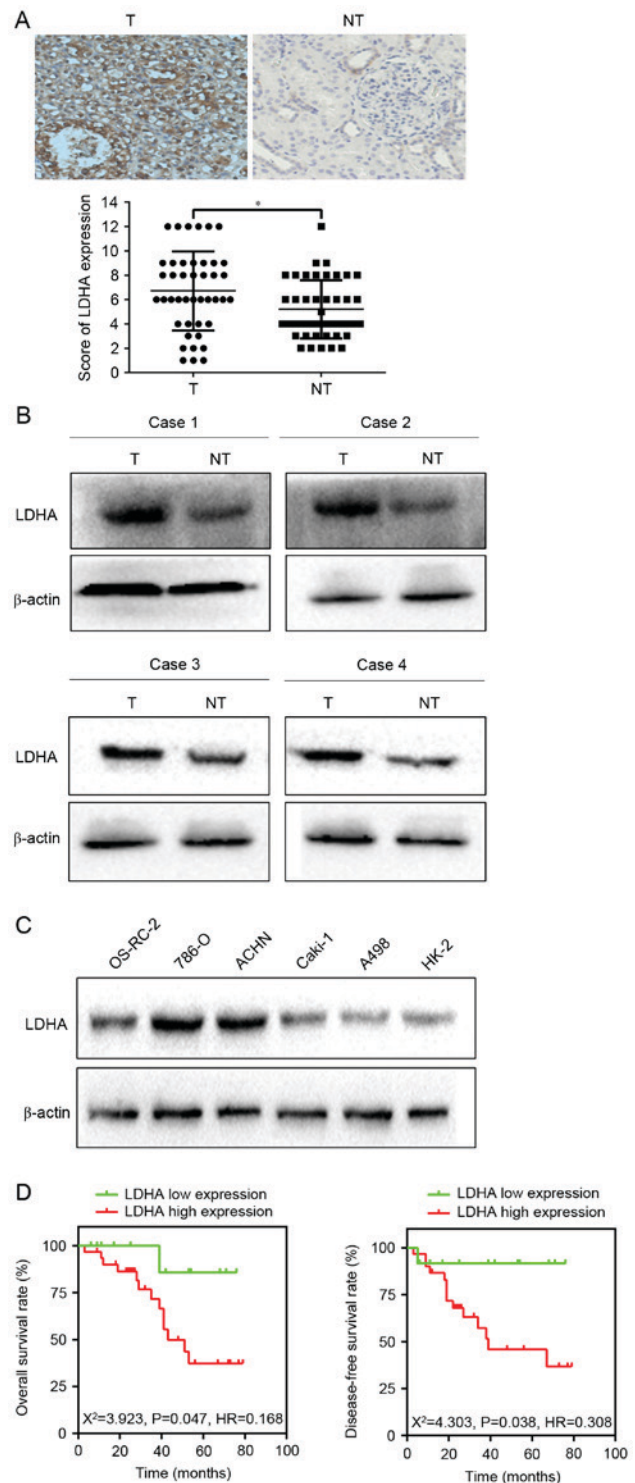 A
T NT
*
Score of LDHA expression
14
12
10
8
6
4
2
0
T NT
B
Case 1 Case 2
T NT T NT
LDHA
β-actin
Case 3 Case 4
T NT T NT
LDHA
β-actin
C
OS-RC-2 786-O ACHN Caki-1 A498 HK-2
LDHA
β-actin
D
LDHA low expression
LDHA high expression
Overall survival rate (%)
100
75
50
25
X²=3.923, P=0.047, HR=0.168
0 20 40 60 80 100
Time (months)
LDHA low expression
LDHA high expression
Disease-free survival rate (%)
100
75
50
25
0
X²=4.303, P=0.038, HR=0.308
0 20 40 60 80 100
Time (months)